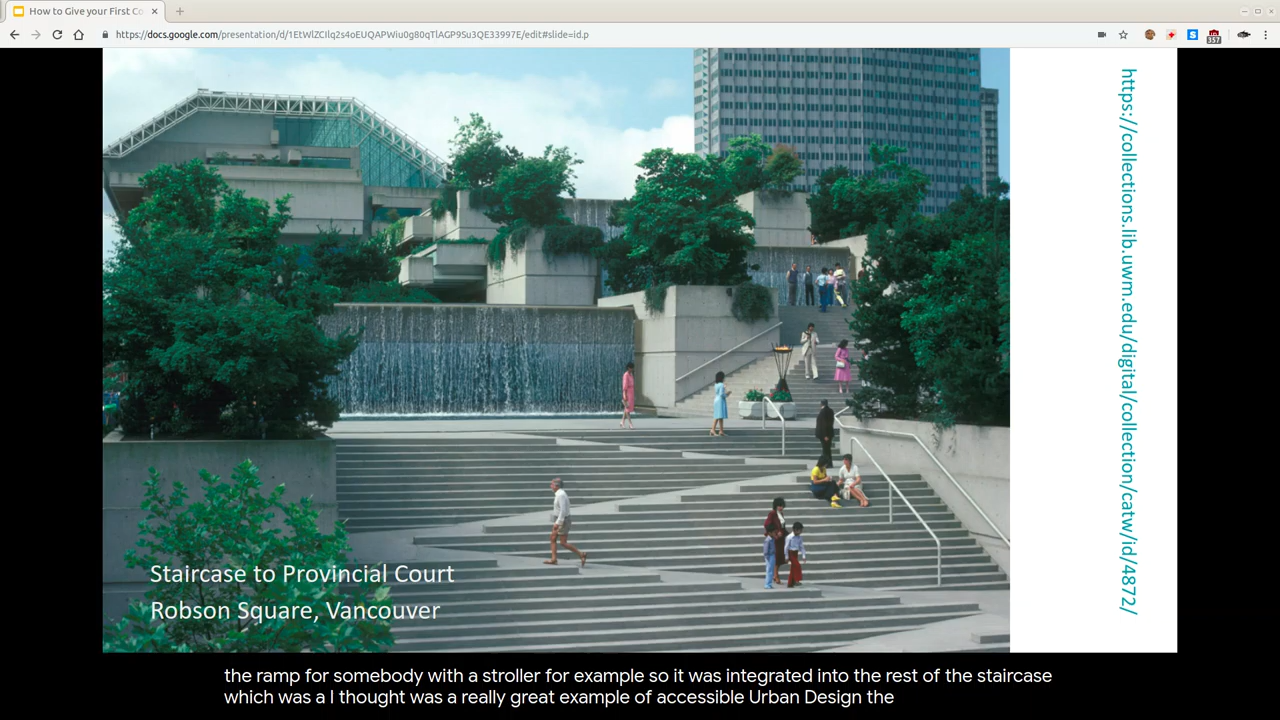 How to Give your First Co
https://docs.google.com/presentation/d/1EtWlZCIlq2s4oEUQAPWiu0g80qTlAGP9Su3QE33997E/edit#slide=id.p
357
https://collections.lib.uwm.edu/digital/collection/catw/id/4872/
Staircase to Provincial Court
Robson Square, Vancouver
the ramp for somebody with a stroller for example so it was integrated into the rest of the staircase
which was a I thought was a really great example of accessible Urban Design the